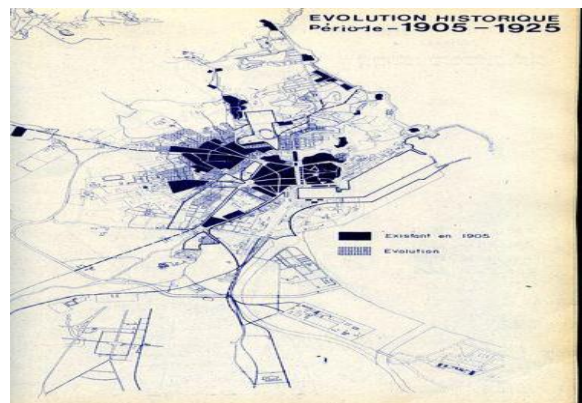 EVOLUTION HISTORIQUE
Période - 1905 - 1925
Existant en 1905
Evolution